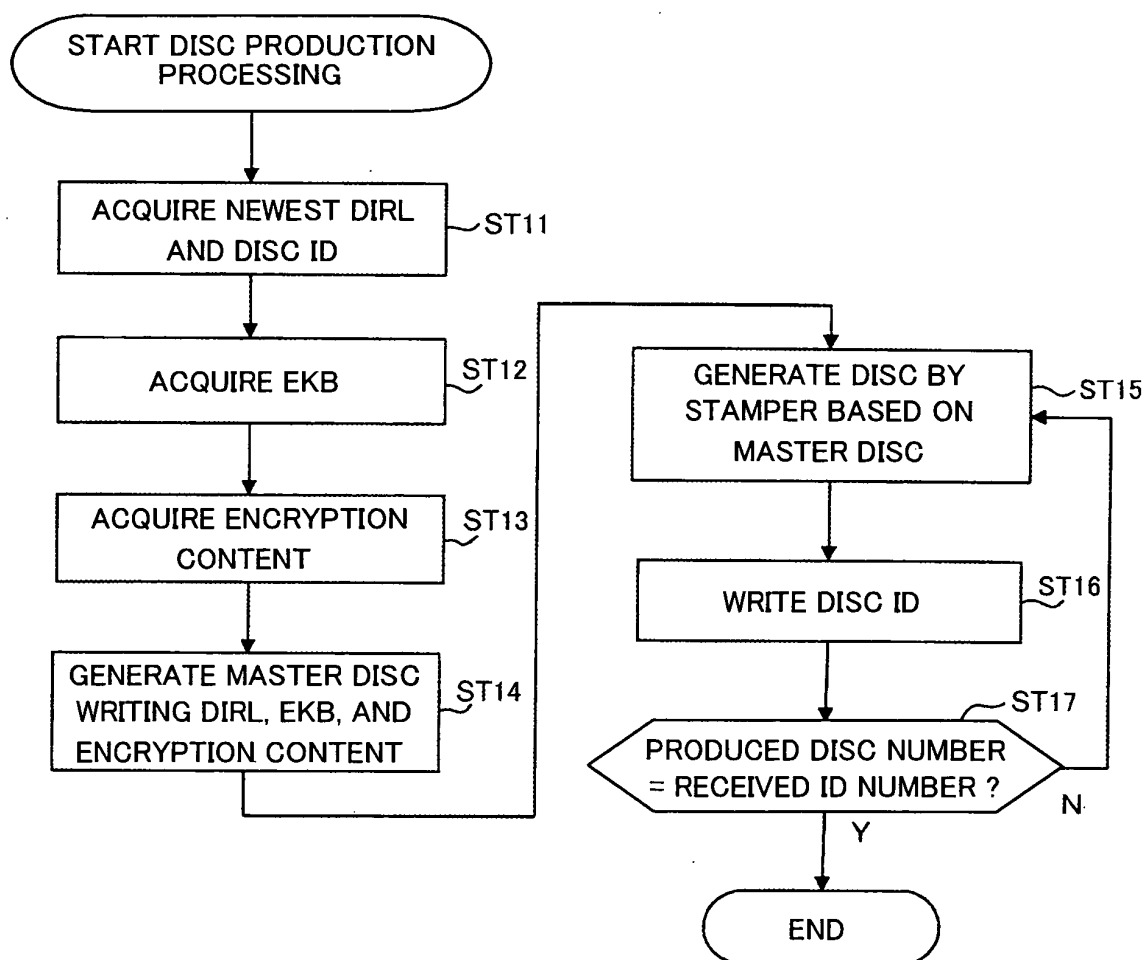 START DISC PRODUCTION
PROCESSING
ACQUIRE NEWEST DIRL
AND DISC ID
ST11
ACQUIRE EKB
ST12
ACQUIRE ENCRYPTION
CONTENT
ST13
GENERATE MASTER DISC
WRITING DIRL, EKB, AND
ENCRYPTION CONTENT
ST14
GENERATE DISC BY
STAMPER BASED ON
MASTER DISC
ST15
WRITE DISC ID
ST16
ST17
PRODUCED DISC NUMBER
= RECEIVED ID NUMBER ?
N
Y
END